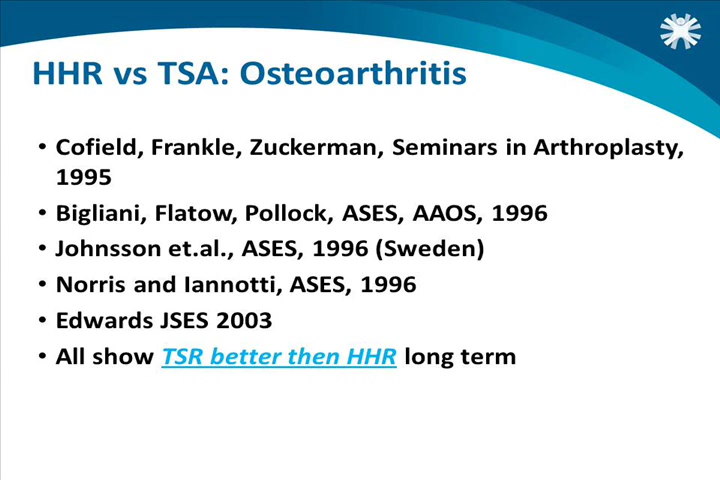 HHR vs TSA: Osteoarthritis
• Cofield, Frankle, Zuckerman, Seminars in Arthroplasty,
1995
• Bigliani, Flatow, Pollock, ASES, AAOS, 1996
• Johnsson et.al., ASES, 1996 (Sweden)
• Norris and Iannotti, ASES, 1996
• Edwards JSES 2003
• All show TSR better then HHR long term